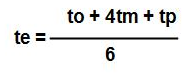 to + 4tm + tp
te =
6